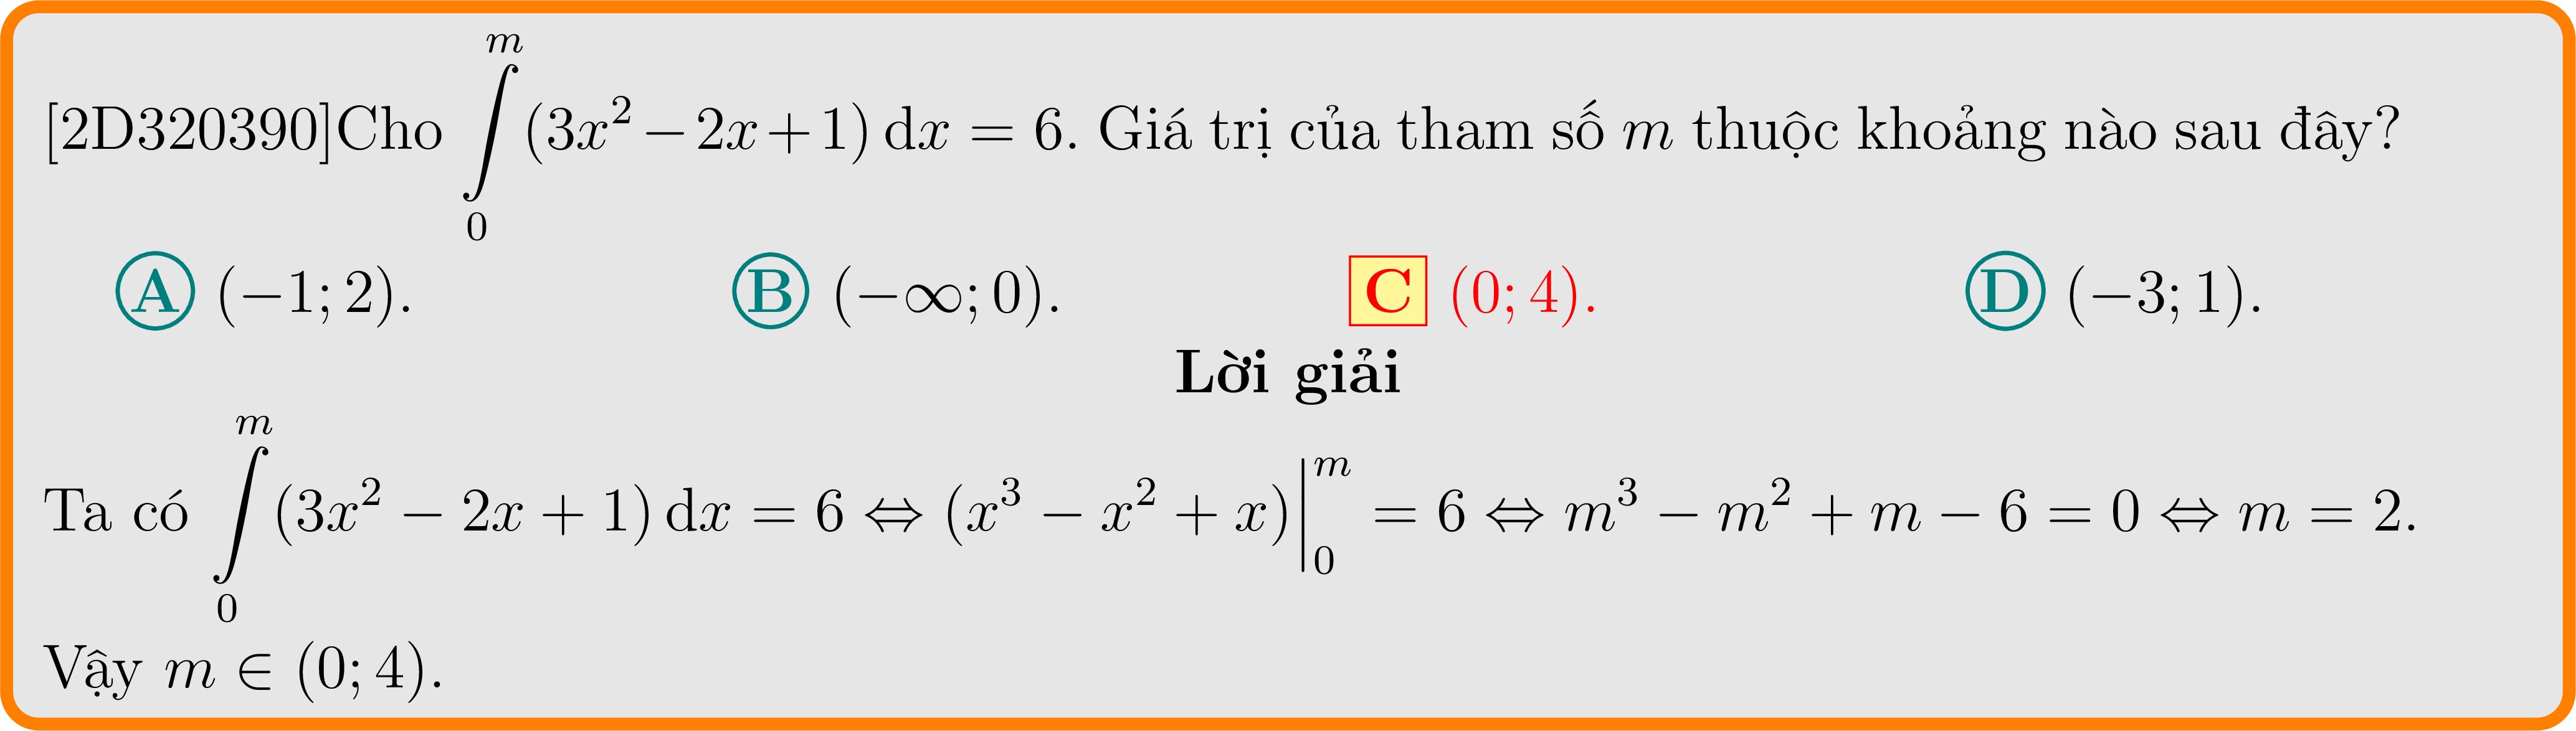 [2D320390]Cho $\int\limits_0^m (3x^2 - 2x + 1)\,\mathrm{d}x = 6$. Giá trị của tham số $m$ thuộc khoảng nào sau đây?
Ⓐ $(-1; 2)$. Ⓑ $(-\infty; 0)$. C $(0; 4)$. Ⓓ $(-3; 1)$.
Lời giải
Ta có $\int\limits_0^m (3x^2 - 2x + 1)\,\mathrm{d}x = 6 \Leftrightarrow (x^3 - x^2 + x)\Big|_0^m = 6 \Leftrightarrow m^3 - m^2 + m - 6 = 0 \Leftrightarrow m = 2$.
Vậy $m \in (0; 4)$.